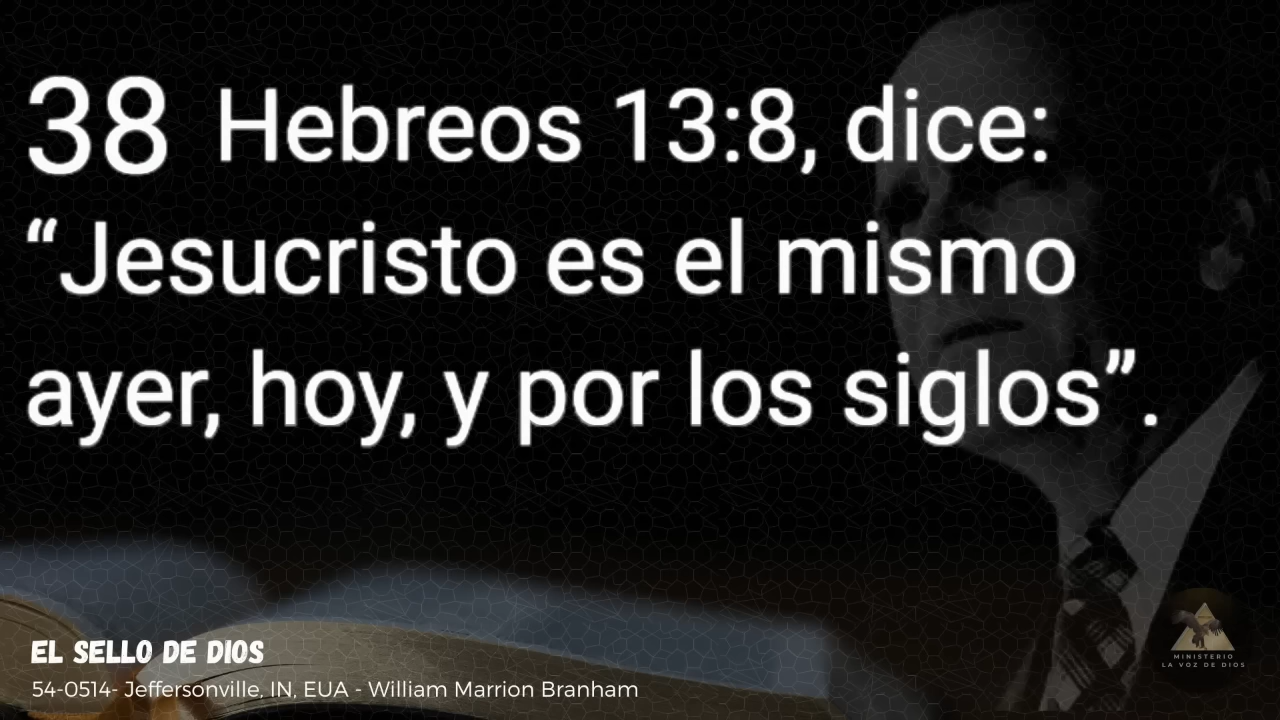 38 Hebreos 13:8, dice:
“Jesucristo es el mismo
ayer, hoy, y por los siglos”.
EL SELLO DE DIOS
54-0514- Jeffersonville, IN, EUA - William Marrion Branham
MINISTERIO
LA VOZ DE DIOS